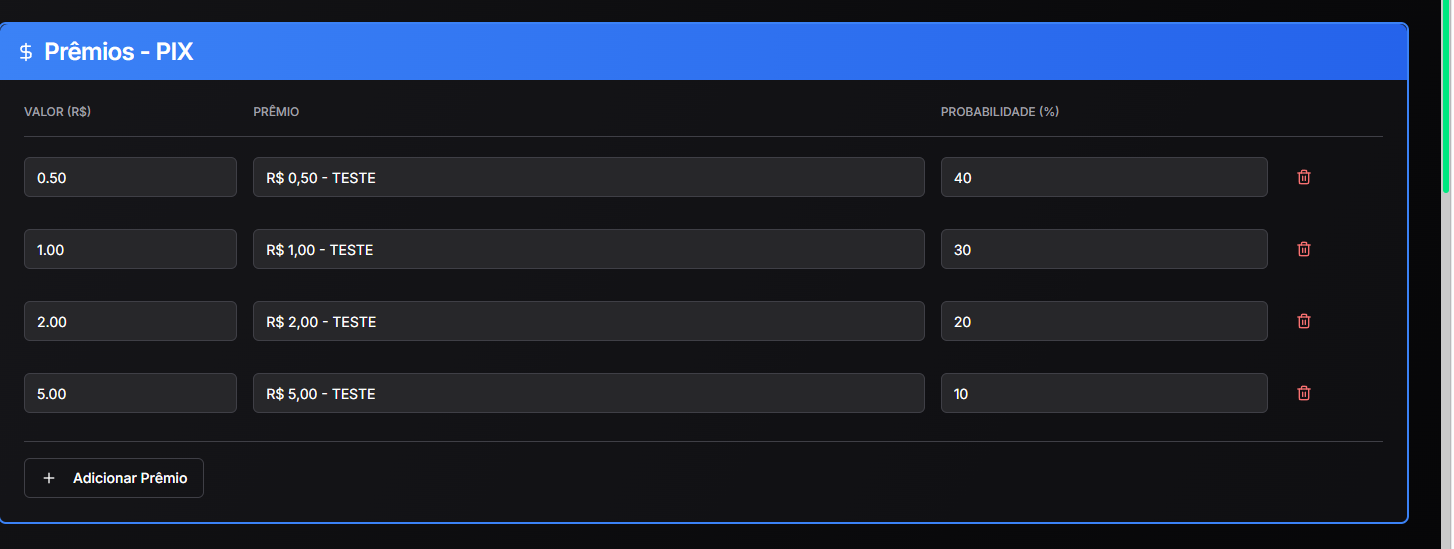 Prêmios - PIX
VALOR (R$) PRÊMIO PROBABILIDADE (%)
0.50 R$ 0,50 - TESTE 40
1.00 R$ 1,00 - TESTE 30
2.00 R$ 2,00 - TESTE 20
5.00 R$ 5,00 - TESTE 10
+ Adicionar Prêmio